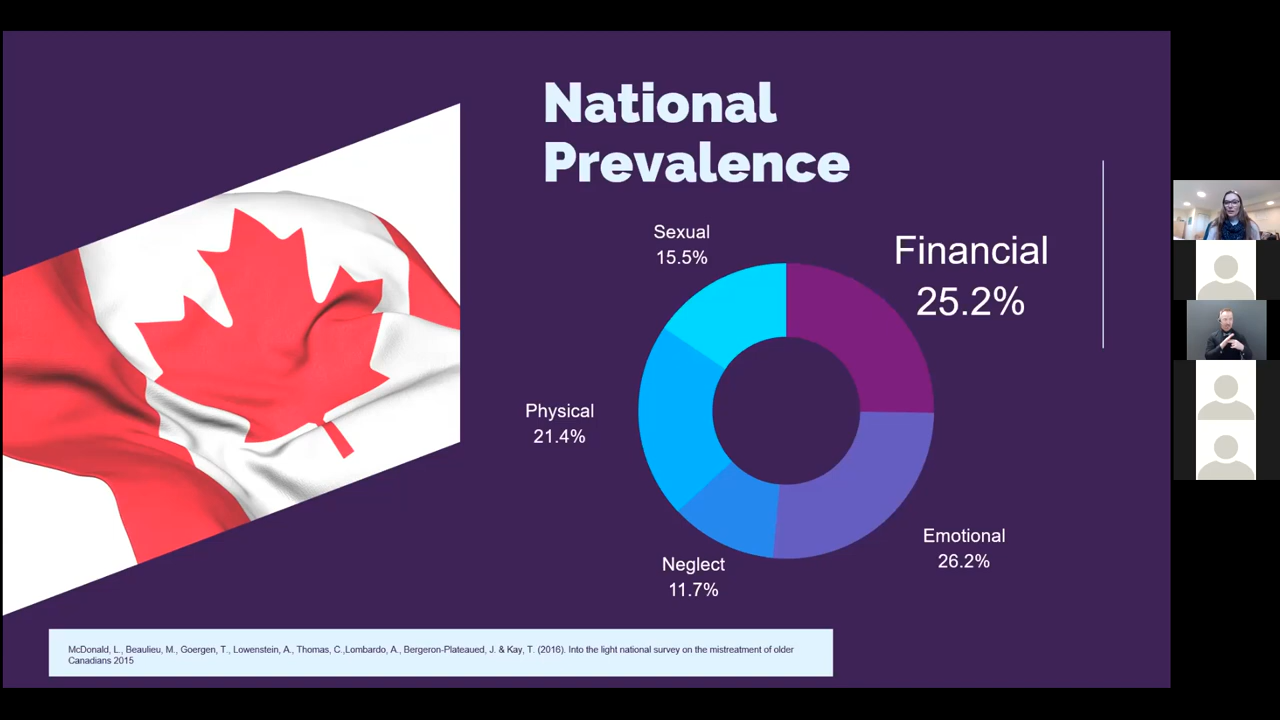 National
Prevalence
Sexual
15.5%
Financial
25.2%
Physical
21.4%
Emotional
26.2%
Neglect
11.7%
McDonald, L., Beaulieu, M., Goergen, T., Lowenstein, A., Thomas, C.,Lombardo, A., Bergeron-Plateaued, J. & Kay, T. (2016). Into the light national survey on the mistreatment of older
Canadians 2015